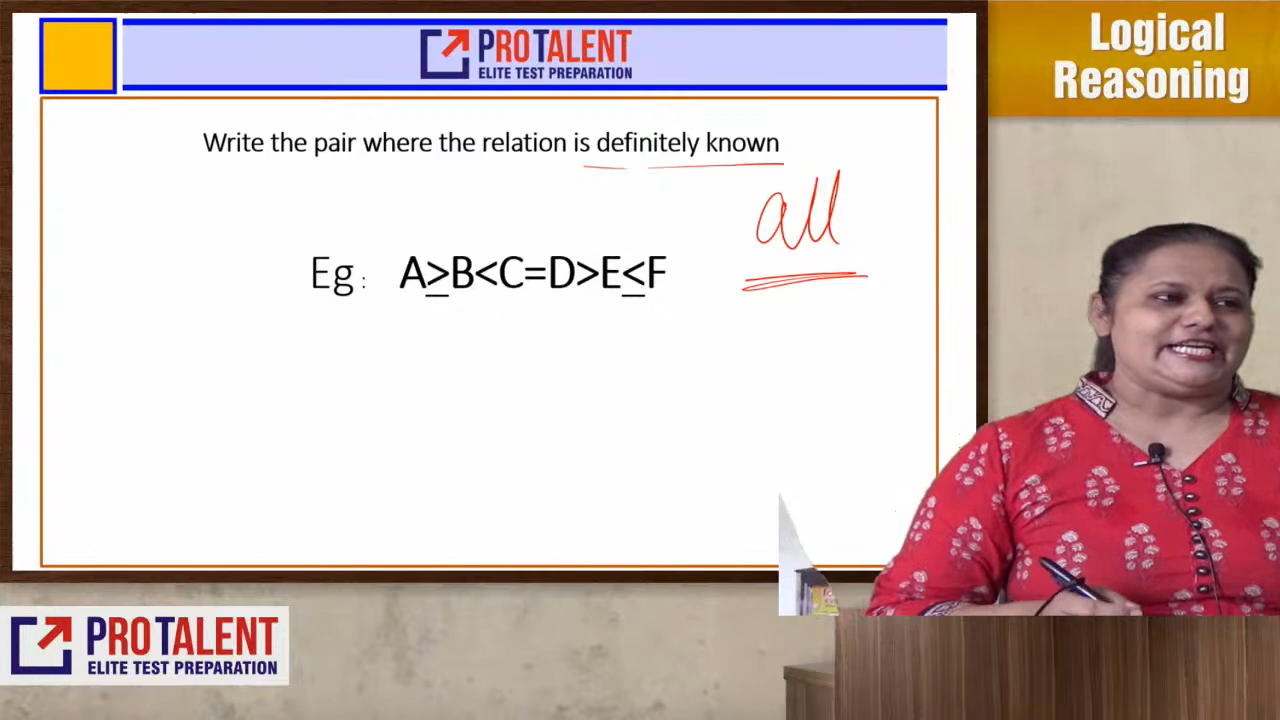 PROTALENT
ELITE TEST PREPARATION
Logical
Reasoning
Write the pair where the relation is definitely known
all
Eg: A≥B<C=D>E≤F
PROTALENT
ELITE TEST PREPARATION